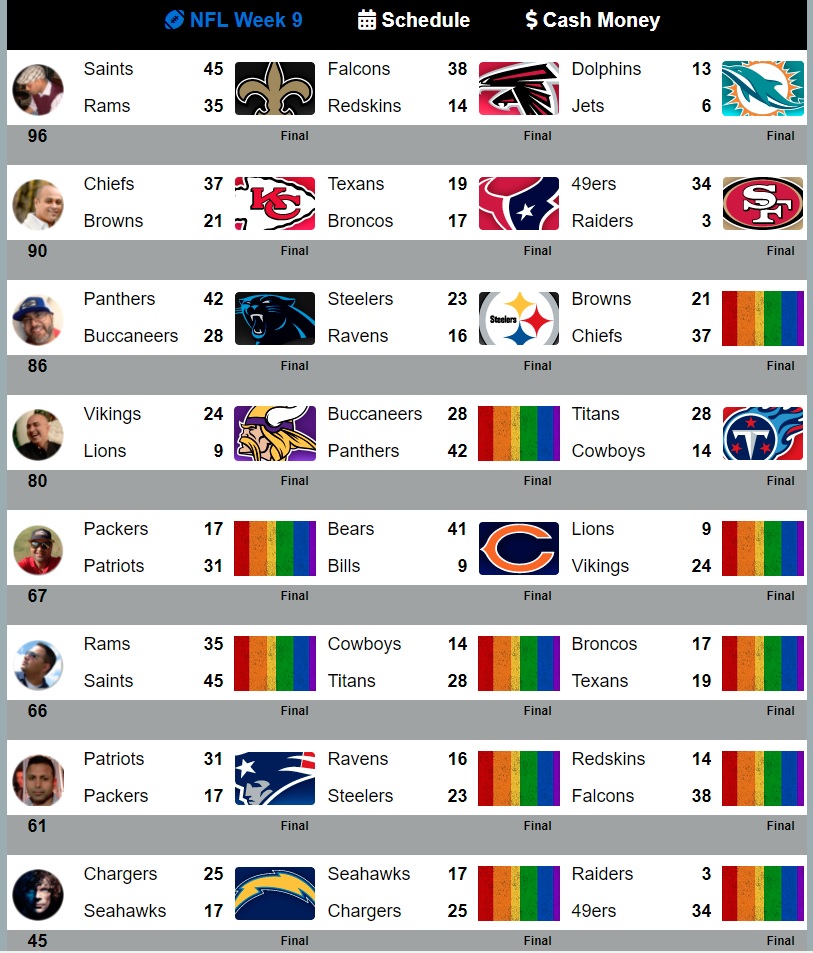 NFL Week 9 Schedule Cash Money
Saints 45 Falcons 38 Dolphins 13
Rams 35 Redskins 14 Jets 6
96 Final Final Final
Chiefs 37 KC Texans 19 49ers 34 SF
Browns 21 Broncos 17 Raiders 3
90 Final Final Final
Panthers 42 Steelers 23 Steelers Browns 21
Buccaneers 28 Ravens 16 Chiefs 37
86 Final Final Final
Vikings 24 Buccaneers 28 Titans 28 T
Lions 9 Panthers 42 Cowboys 14
80 Final Final Final
Packers 17 Bears 41 C Lions 9
Patriots 31 Bills 9 Vikings 24
67 Final Final Final
Rams 35 Cowboys 14 Broncos 17
Saints 45 Titans 28 Texans 19
66 Final Final Final
Patriots 31 Ravens 16 Redskins 14
Packers 17 Steelers 23 Falcons 38
61 Final Final Final
Chargers 25 Seahawks 17 Raiders 3
Seahawks 17 Chargers 25 49ers 34
45 Final Final Final